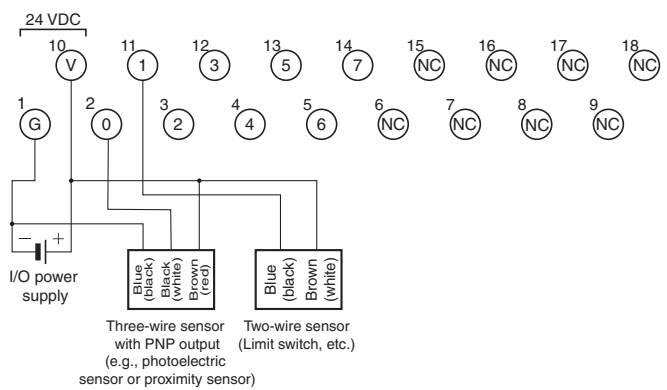 24 VDC
10 11 12 13 14 15 16 17 18
V 1 3 5 7 NC NC NC NC
1 2 3 4 5 6 7 8 9
G 0 2 4 6 NC NC NC NC
− +
I/O power
supply
Blue
(black)
Black
(white)
Brown
(red)
Blue
(black)
Brown
(white)
Three-wire sensor
with PNP output
(e.g., photoelectric
sensor or proximity sensor)
Two-wire sensor
(Limit switch, etc.)